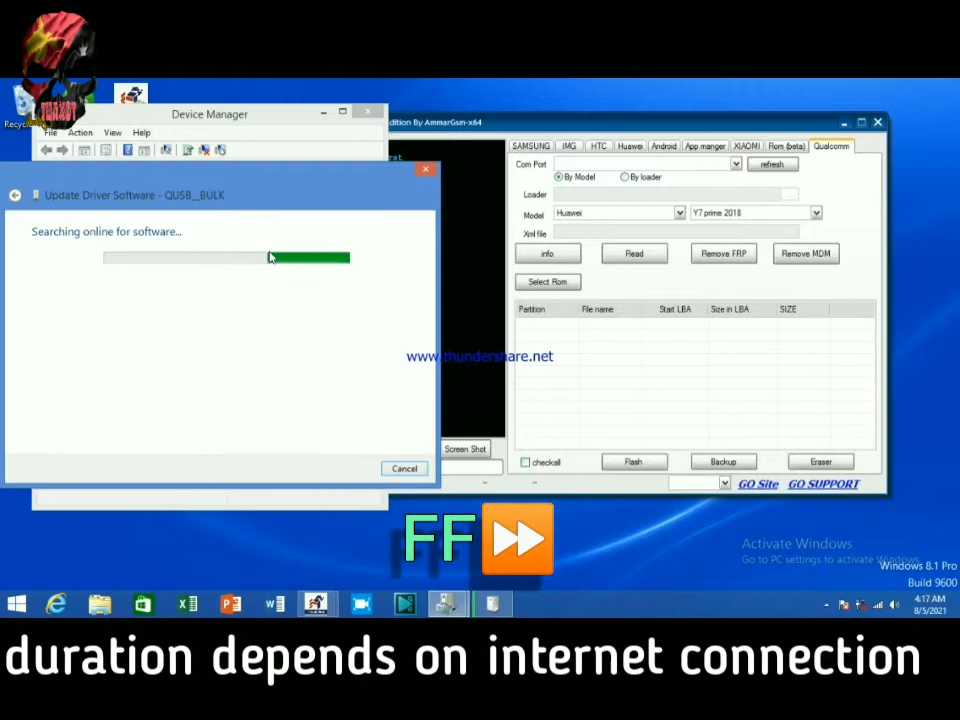 Device Manager
File Action View Help
Update Driver Software - QUSB__BULK
Searching online for software...
Cancel
dition By AmmarGsm-x64
SAMSUNG IMG HTC Huawei Android App manger XIAOMI Rom (beta) Qualcomm
Com Port
refresh
By Model By loader
Loader
...
Model Huawei Y7 prime 2018
Xml file
info Read Remove FRP Remove MDM
Select Rom
Partition File name Start LBA Size in LBA SIZE
www.thundershare.net
Screen Shot
checkall Flash Backup Eraser
GO Site GO SUPPORT
FF
Activate Windows
Go to PC settings to activate Windows.
Windows 8.1 Pro
Build 9600
4:17 AM
8/5/2021
duration depends on internet connection